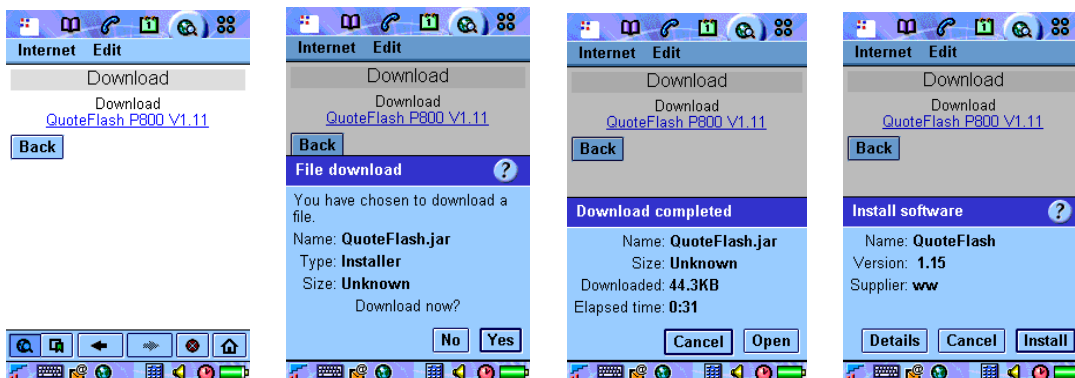 Internet Edit
Download
Download
QuoteFlash P800 V1.11
Back
Internet Edit
Download
Download
QuoteFlash P800 V1.11
Back
File download
?
You have chosen to download a
file.
Name: QuoteFlash.jar
Type: Installer
Size: Unknown
Download now?
No Yes
Internet Edit
Download
Download
QuoteFlash P800 V1.11
Back
Download completed
Name: QuoteFlash.jar
Size: Unknown
Downloaded: 44.3KB
Elapsed time: 0:31
Cancel Open
Internet Edit
Download
Download
QuoteFlash P800 V1.11
Back
Install software
?
Name: QuoteFlash
Version: 1.15
Supplier: ww
Details Cancel Install